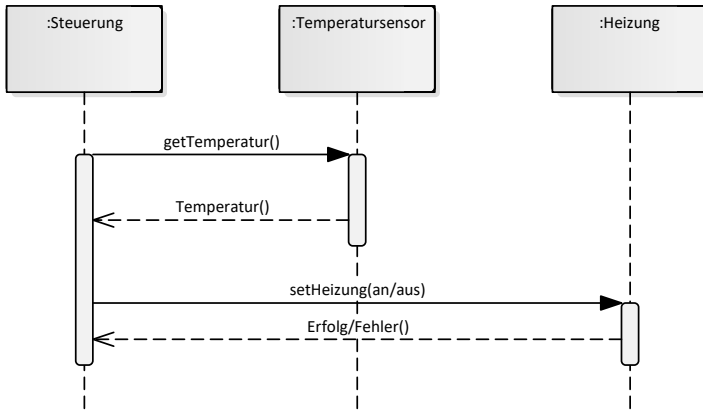 :Steuerung
:Temperatursensor
:Heizung
getTemperatur()
Temperatur()
setHeizung(an/aus)
Erfolg/Fehler()